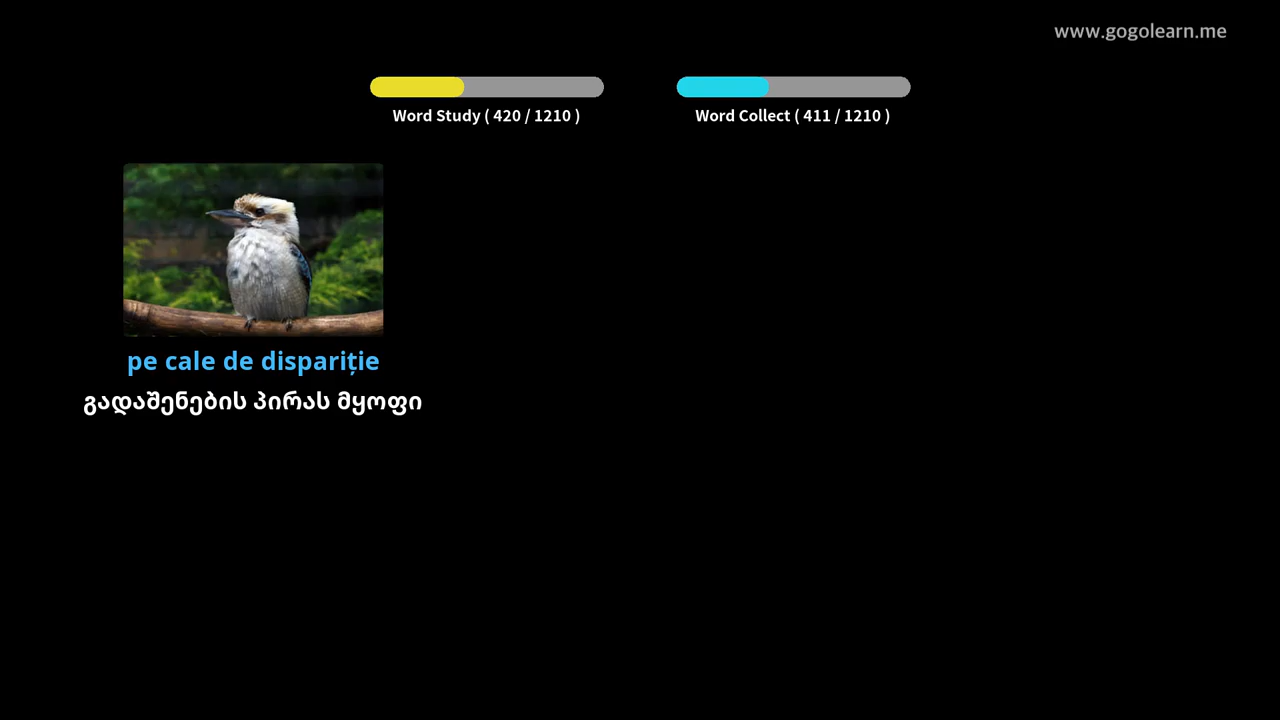 www.gogolearn.me
Word Study ( 420 / 1210 )
Word Collect ( 411 / 1210 )
pe cale de dispariție
გადაშენების პირას მყოფი